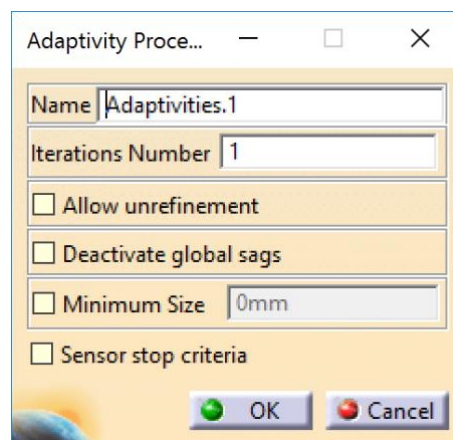 Adaptivity Proce...
Name Adaptivities.1
Iterations Number 1
Allow unrefinement
Deactivate global sags
Minimum Size 0mm
Sensor stop criteria
OK Cancel